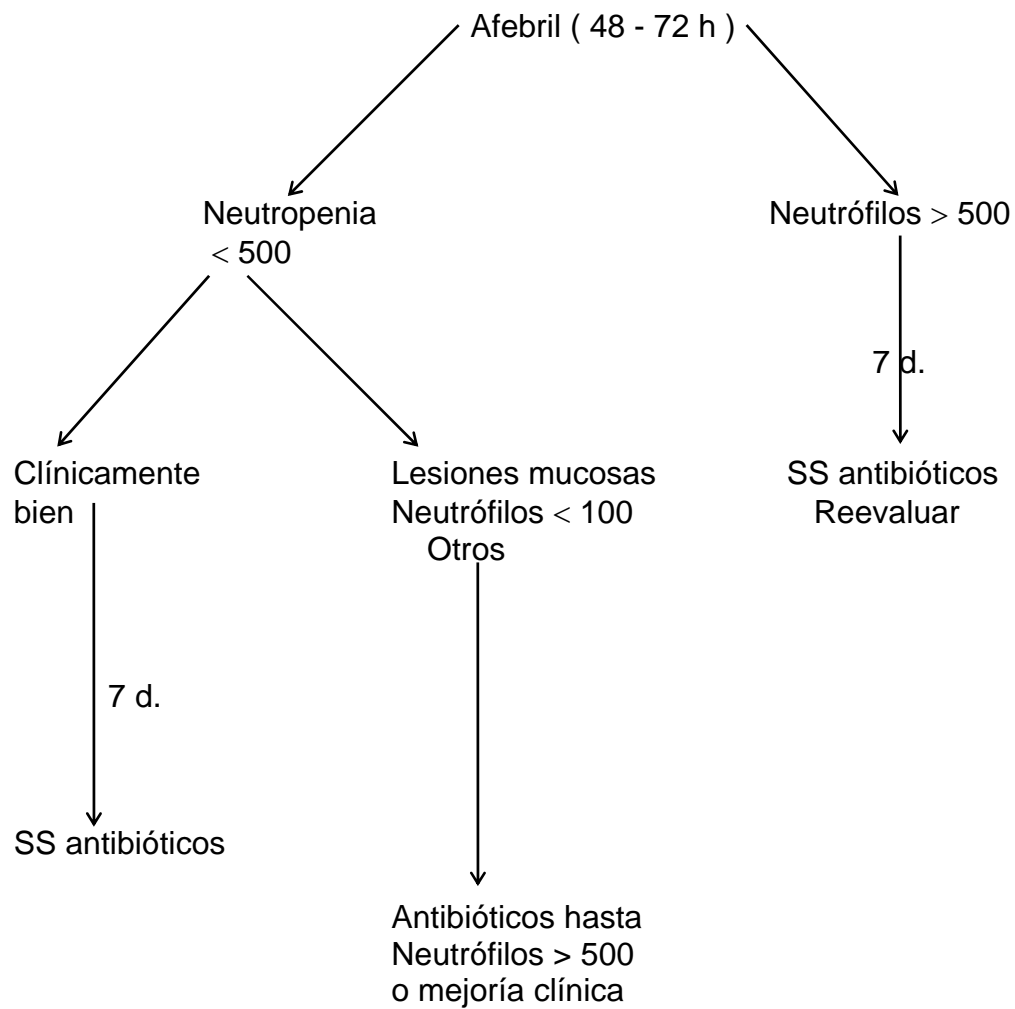 Afebril ( 48 - 72 h )
Neutropenia
< 500
Neutrófilos > 500
7 d.
Clínicamente
bien
Lesiones mucosas
Neutrófilos < 100
Otros
SS antibióticos
Reevaluar
7 d.
SS antibióticos
Antibióticos hasta
Neutrófilos > 500
o mejoría clínica